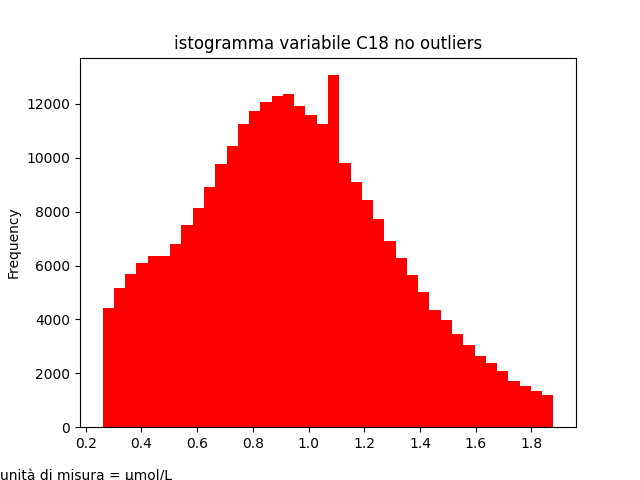 istogramma variabile C18 no outliers
12000
10000
8000
6000
4000
2000
0
Frequency
0.2 0.4 0.6 0.8 1.0 1.2 1.4 1.6 1.8
unità di misura = μmol/L